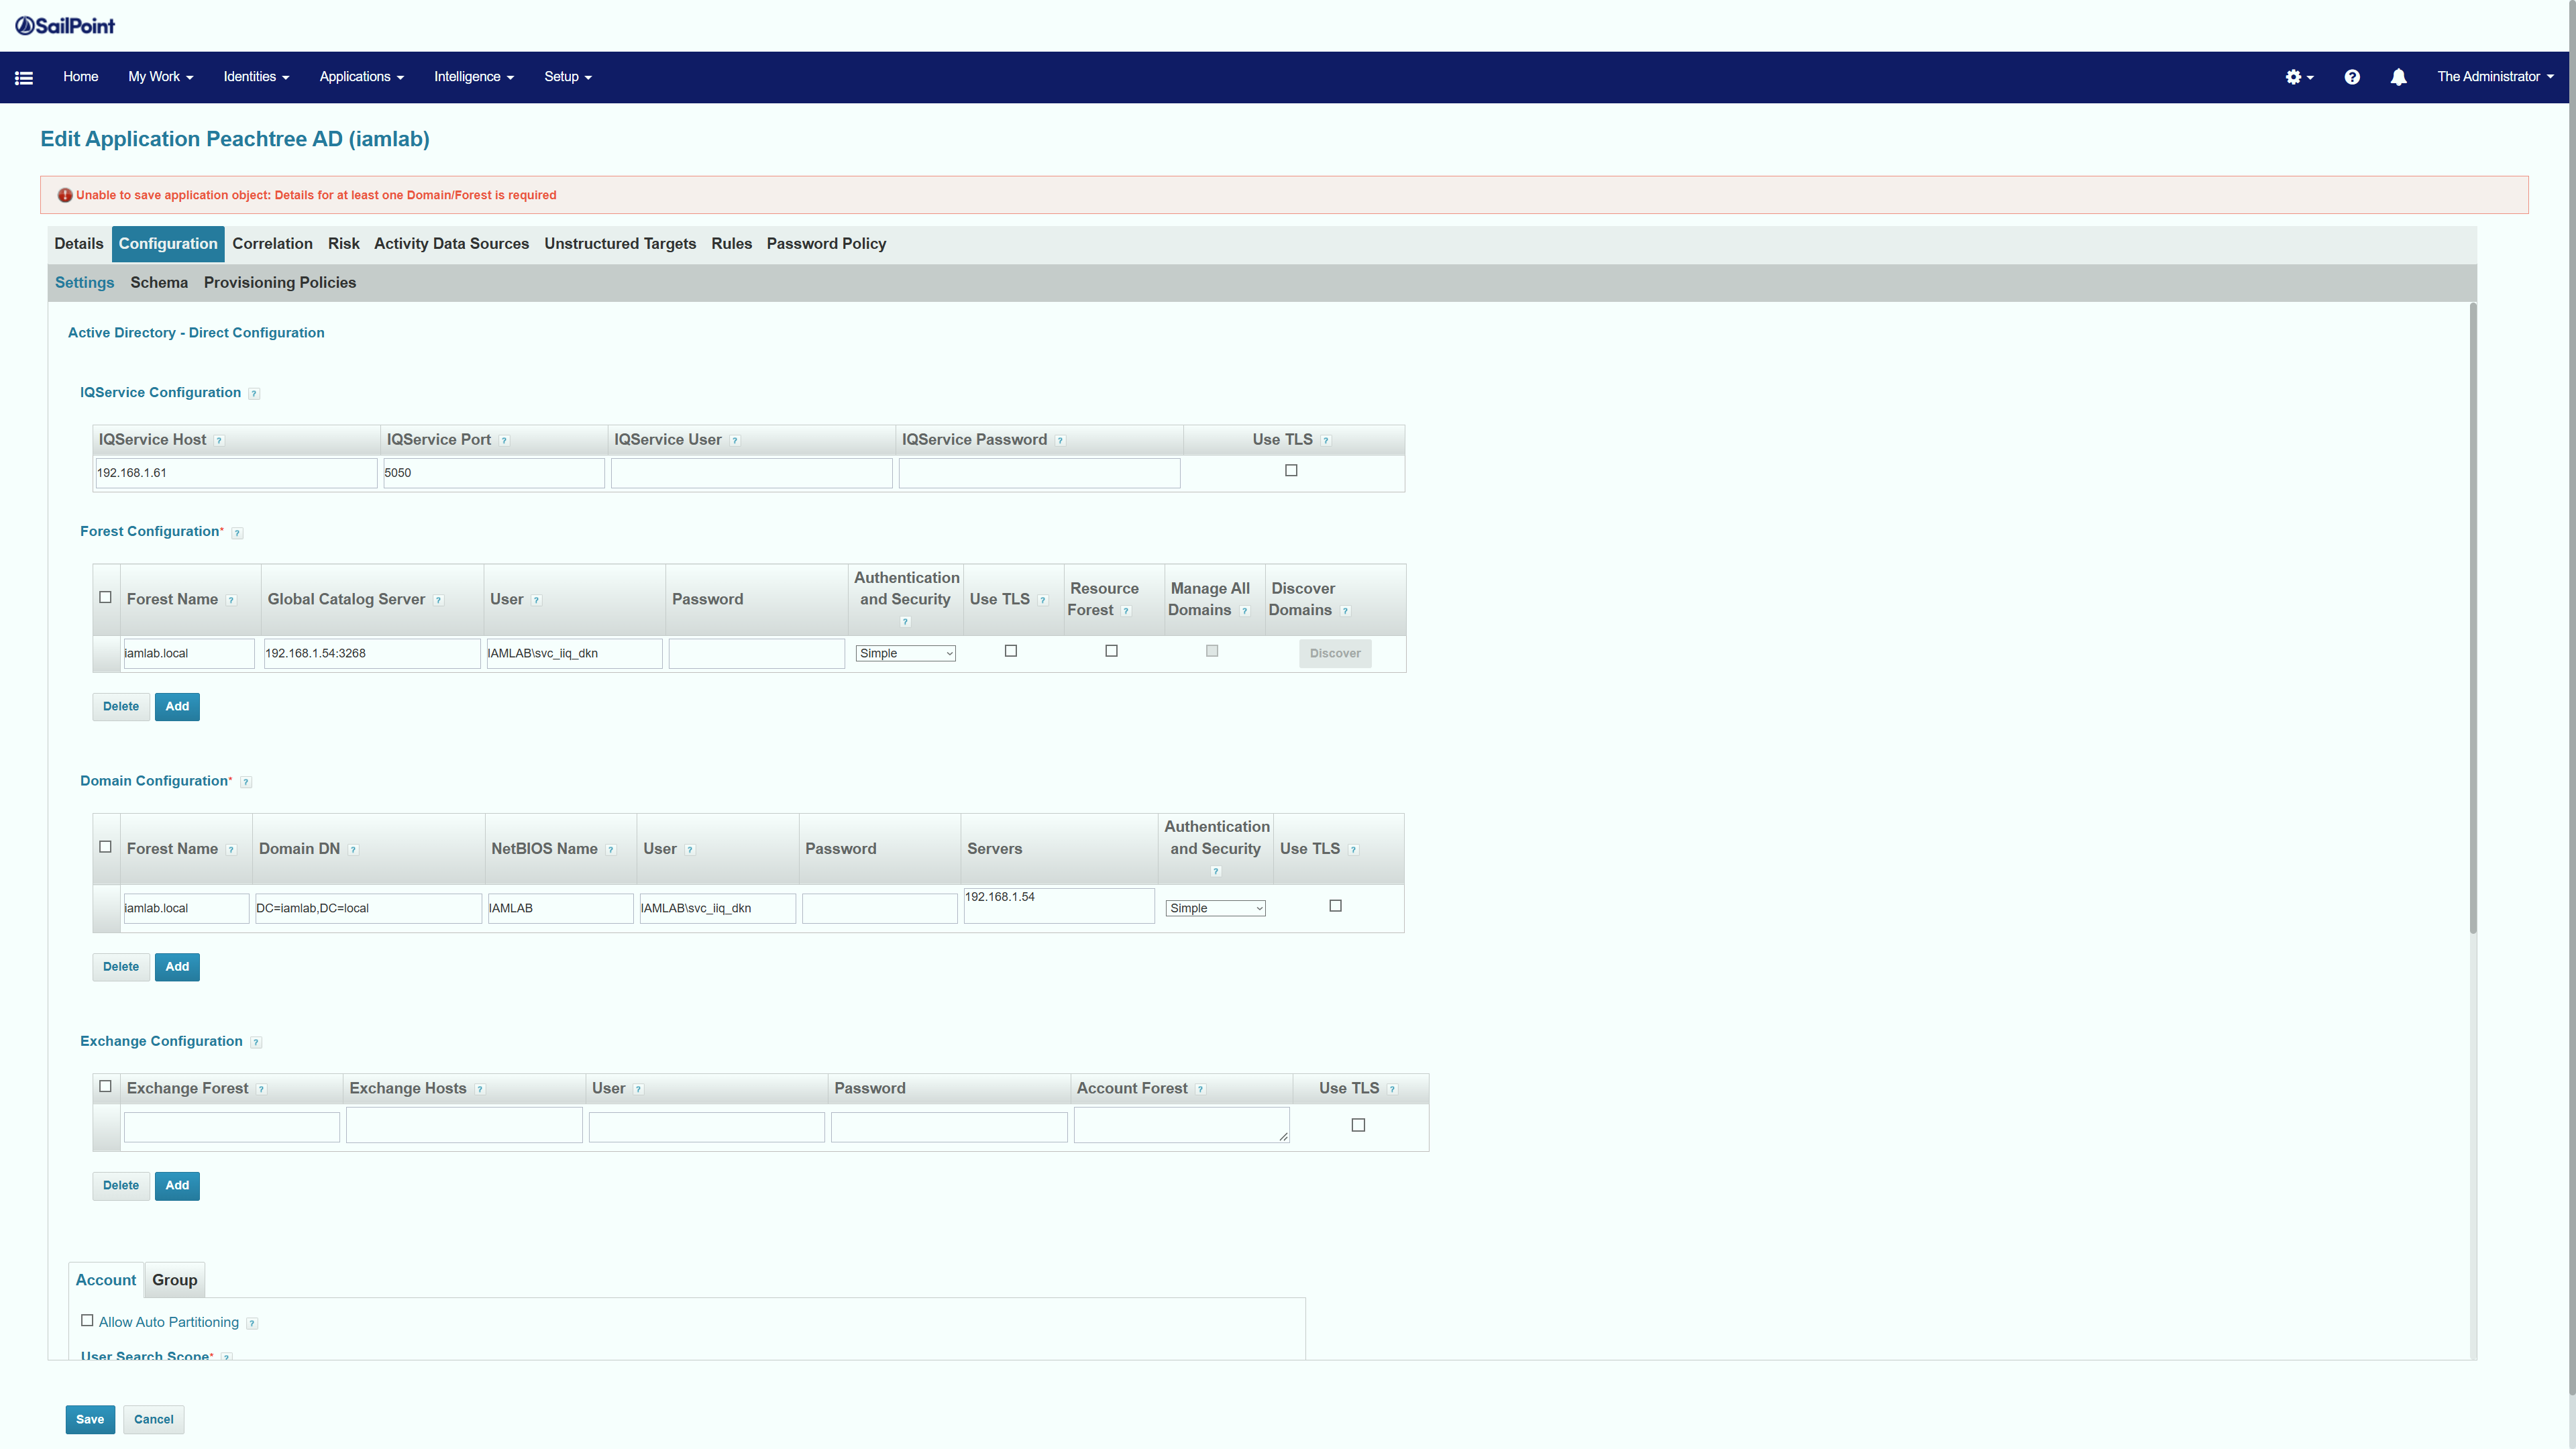 SailPoint
Home My Work Identities Applications Intelligence Setup The Administrator
Edit Application Peachtree AD (iamlab)
Unable to save application object: Details for at least one Domain/Forest is required
Details Configuration Correlation Risk Activity Data Sources Unstructured Targets Rules Password Policy
Settings Schema Provisioning Policies
Active Directory - Direct Configuration
IQService Configuration ?
IQService Host ? IQService Port ? IQService User ? IQService Password ? Use TLS ?
192.168.1.61 5050
Forest Configuration* ?
Forest Name ? Global Catalog Server ? User ? Password Authentication and Security ? Use TLS ? Resource Forest ? Manage All Domains ? Discover Domains ?
iamlab.local 192.168.1.54:3268 IAMLAB\svc_iiq_dkn Simple Discover
Delete Add
Domain Configuration* ?
Forest Name ? Domain DN ? NetBIOS Name ? User ? Password Servers Authentication and Security ? Use TLS ?
iamlab.local DC=iamlab,DC=local IAMLAB IAMLAB\svc_iiq_dkn 192.168.1.54 Simple
Delete Add
Exchange Configuration ?
Exchange Forest ? Exchange Hosts ? User ? Password Account Forest ? Use TLS ?
Delete Add
Account Group
Allow Auto Partitioning ?
User Search Scope* ?
Save Cancel